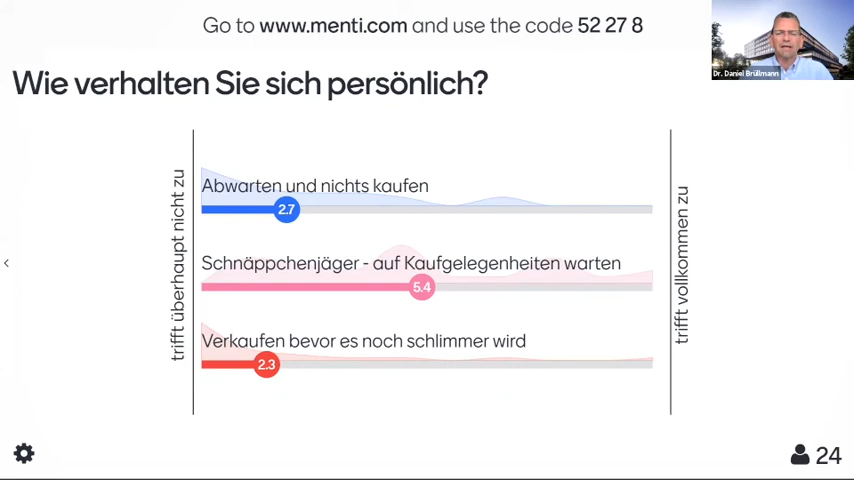 Go to www.menti.com and use the code 52 27 8
Dr. Daniel Brüllmann
Wie verhalten Sie sich persönlich?
trifft überhaupt nicht zu
Abwarten und nichts kaufen
2.7
Schnäppchenjäger - auf Kaufgelegenheiten warten
5.4
Verkaufen bevor es noch schlimmer wird
2.3
trifft vollkommen zu
24